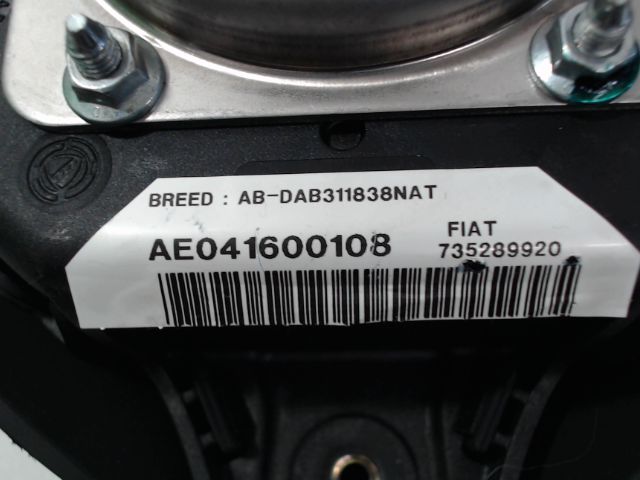 BREED : AB-DAB311838NAT
AE041600108
FIAT
735289920